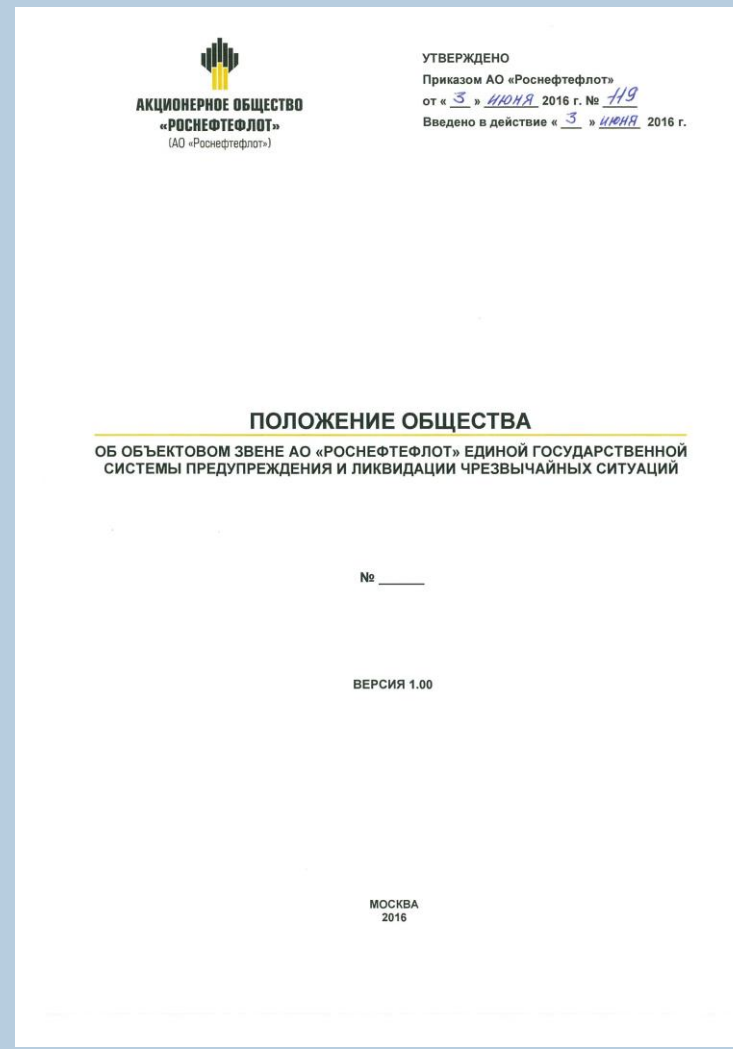 АКЦИОНЕРНОЕ ОБЩЕСТВО
«РОСНЕФТЕФЛОТ»
(АО «Роснефтефлот»)
УТВЕРЖДЕНО
Приказом АО «Роснефтефлот»
от « 3 » июня 2016 г. № 119
Введено в действие « 3 » июня 2016 г.
ПОЛОЖЕНИЕ ОБЩЕСТВА
ОБ ОБЪЕКТОВОМ ЗВЕНЕ АО «РОСНЕФТЕФЛОТ» ЕДИНОЙ ГОСУДАРСТВЕННОЙ
СИСТЕМЫ ПРЕДУПРЕЖДЕНИЯ И ЛИКВИДАЦИИ ЧРЕЗВЫЧАЙНЫХ СИТУАЦИЙ
№ ______
ВЕРСИЯ 1.00
МОСКВА
2016